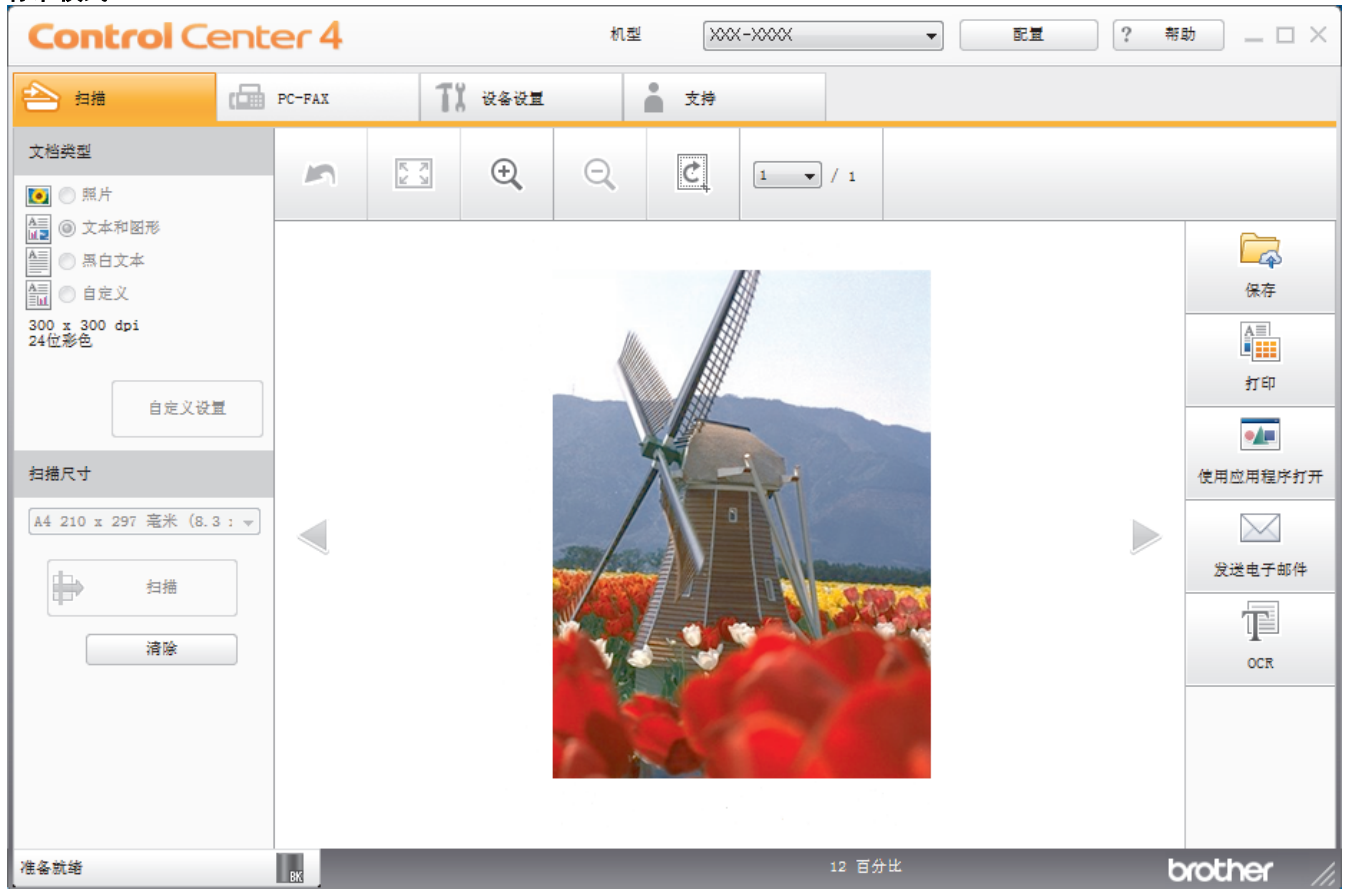 Control Center 4
机型
XXX-XXXX
配置
? 帮助
扫描
PC-FAX
设备设置
支持
文档类型
照片
文本和图形
黑白文本
自定义
300 x 300 dpi
24位彩色
自定义设置
扫描尺寸
A4 210 x 297 毫米 (8.3 :
扫描
清除
1 / 1
保存
打印
使用应用程序打开
发送电子邮件
OCR
准备就绪
BK
12 百分比
brother